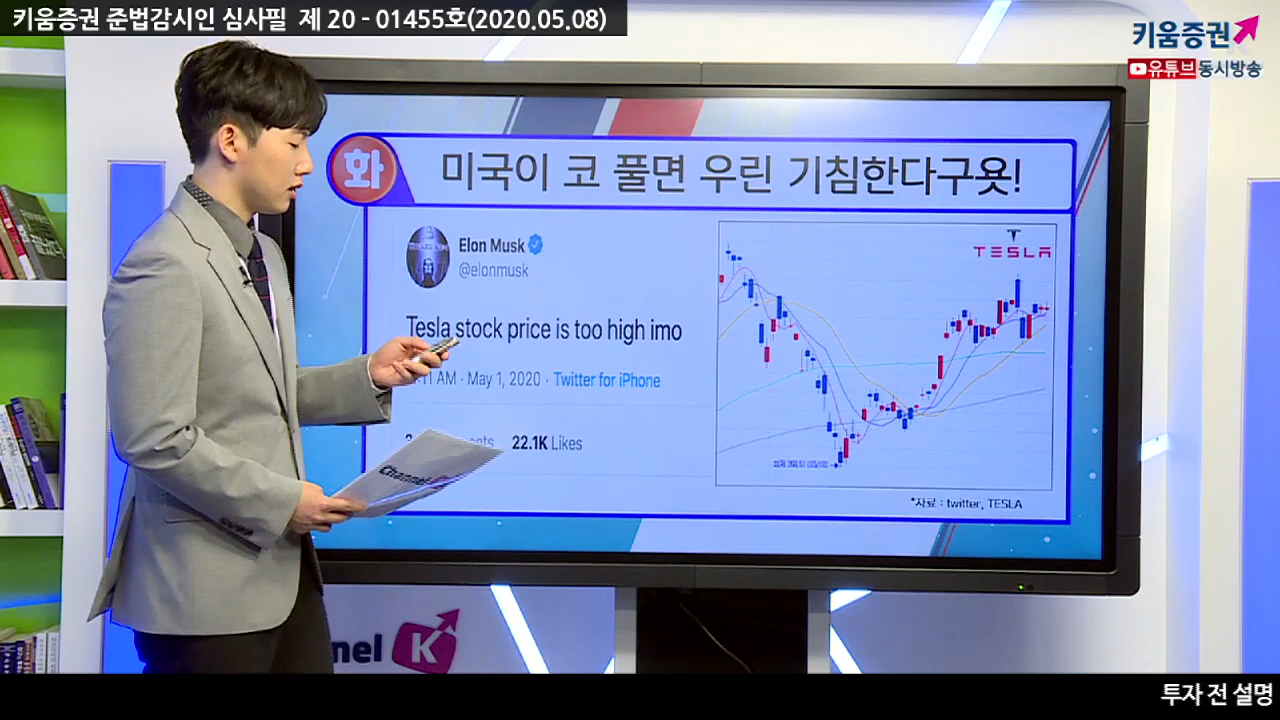 키움증권 준법감시인 심사필 제 20 - 01455호(2020.05.08)
키움증권
유튜브동시방송
화
미국이 코 풀면 우린 기침한다구욧!
Elon Musk
@elonmusk
TESLA
Tesla stock price is too high imo
AM · May 1, 2020 · Twitter for iPhone
22.1K Likes
*자료 : twitter, TESLA
Channel
nel K
투자 전 설명